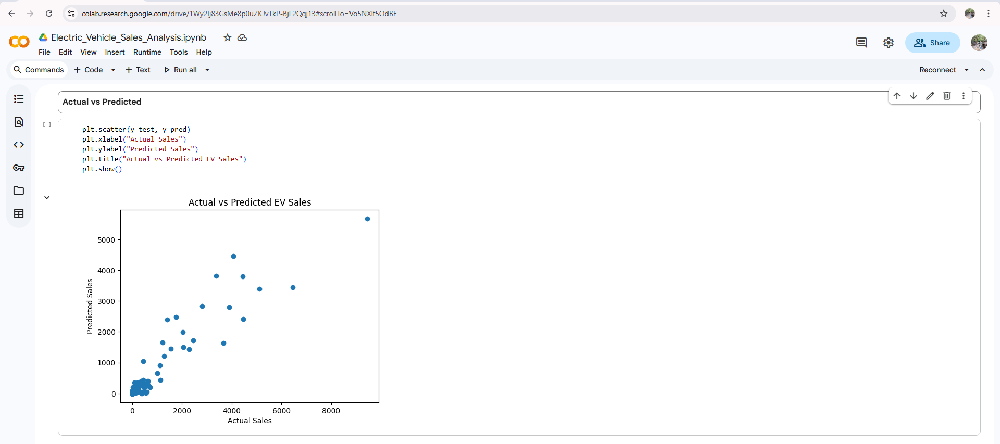 colab.research.google.com/drive/1Wy2Ij83GsMe8p0uZKJvTkP-BjL2Qqj13#scrollTo=Vo5NXIf5OdBE
Electric_Vehicle_Sales_Analysis.ipynb
File Edit View Insert Runtime Tools Help
Share
Commands + Code + Text Run all
Reconnect
Actual vs Predicted
[ ]
plt.scatter(y_test, y_pred)
plt.xlabel("Actual Sales")
plt.ylabel("Predicted Sales")
plt.title("Actual vs Predicted EV Sales")
plt.show()
Actual vs Predicted EV Sales
Predicted Sales
5000
4000
3000
2000
1000
0
0 2000 4000 6000 8000
Actual Sales